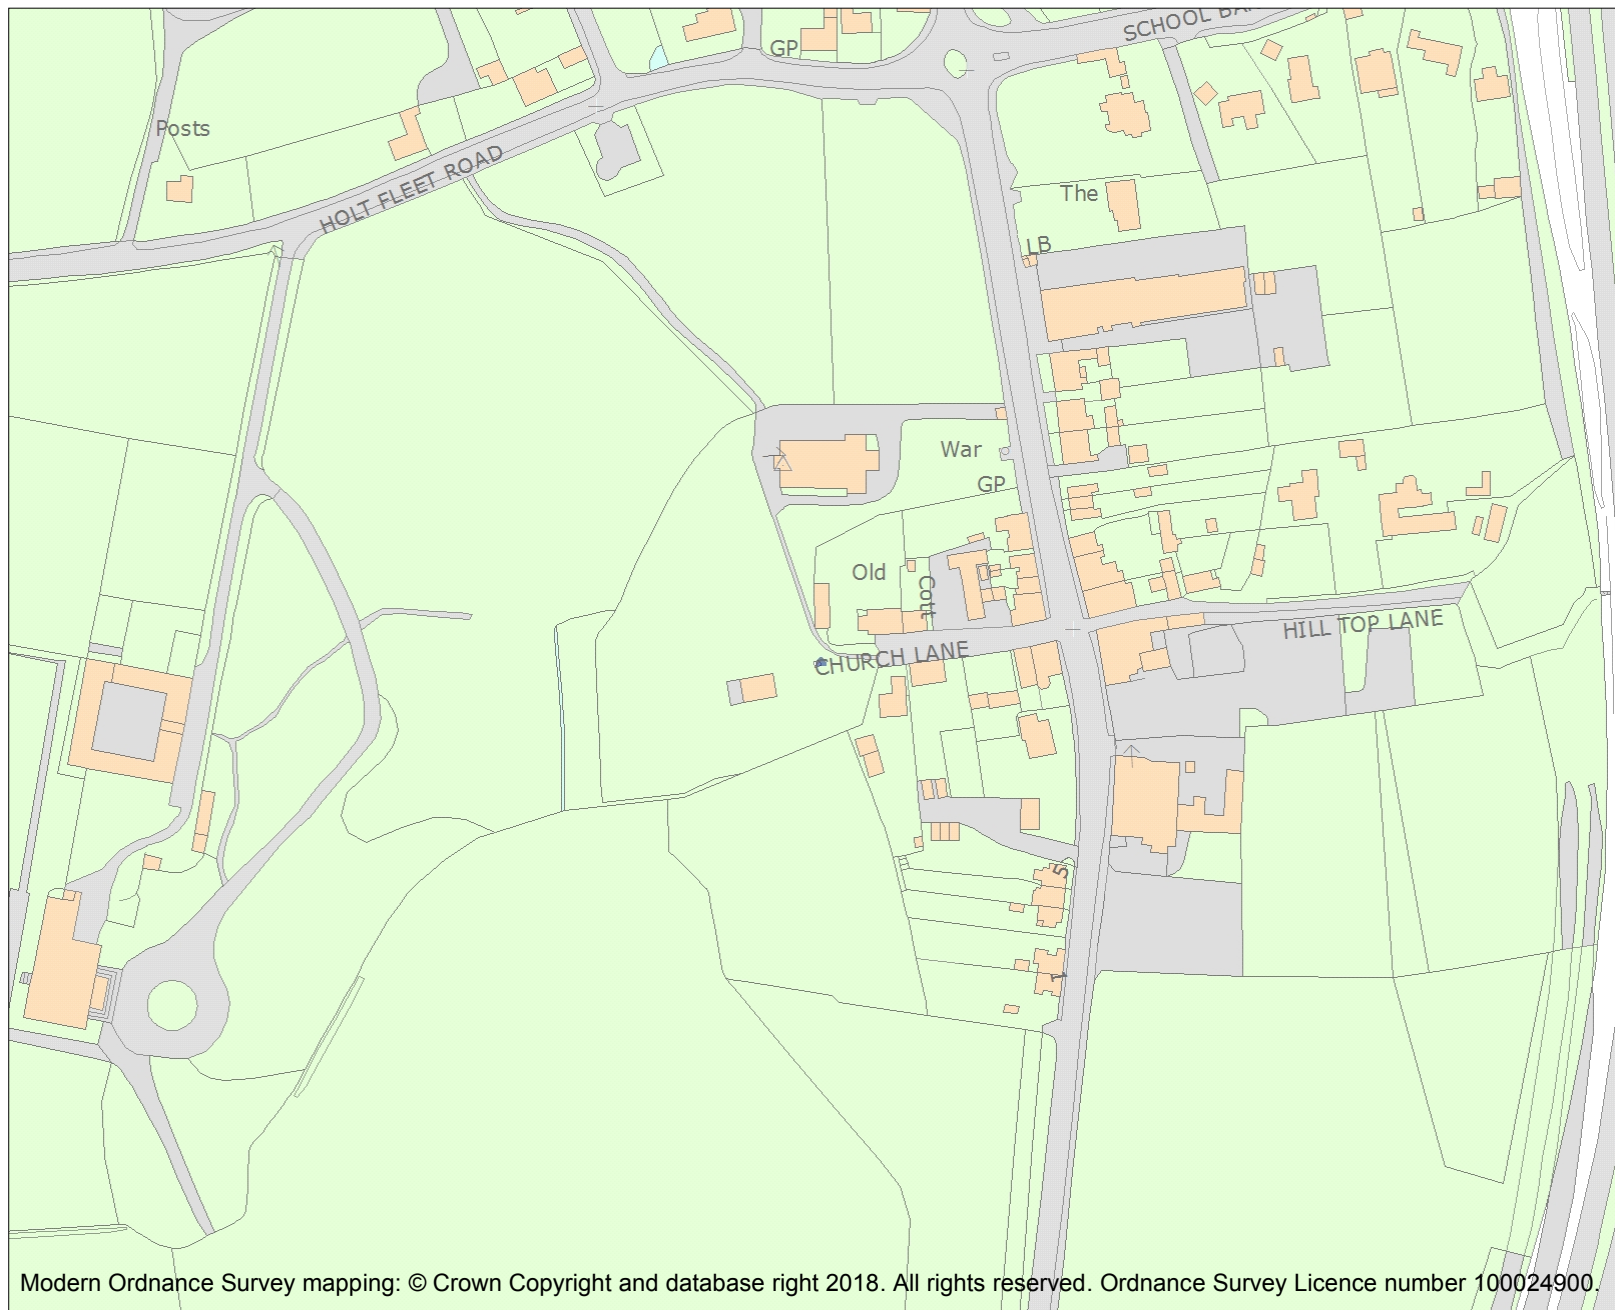 SCHOOL BA
GP
Posts
HOLT FLEET ROAD
The
LB
War
GP
Old
Cott
CHURCH LANE
HILL TOP LANE
5
1
Modern Ordnance Survey mapping: © Crown Copyright and database right 2018. All rights reserved. Ordnance Survey Licence number 100024900.